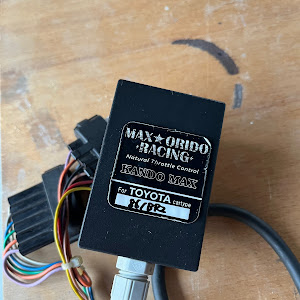 MAX★ORIDO
RACING
Natural Throttle Control
KANDO MAX
For TOYOTA